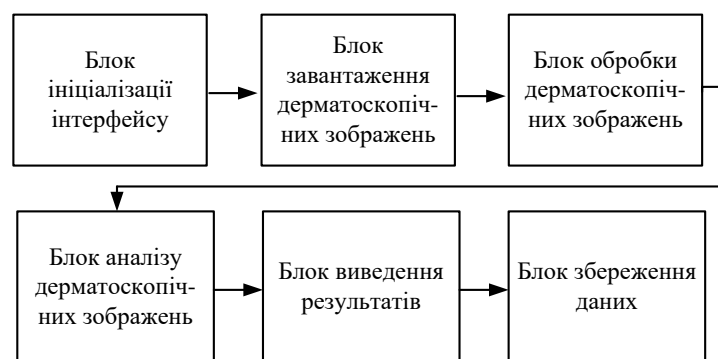 Блок
ініціалізації
інтерфейсу
Блок
завантаження
дерматоскопіч-
них зображень
Блок обробки
дерматоскопіч-
них зображень
Блок аналізу
дерматоскопіч-
них зображень
Блок виведення
результатів
Блок збереження
даних